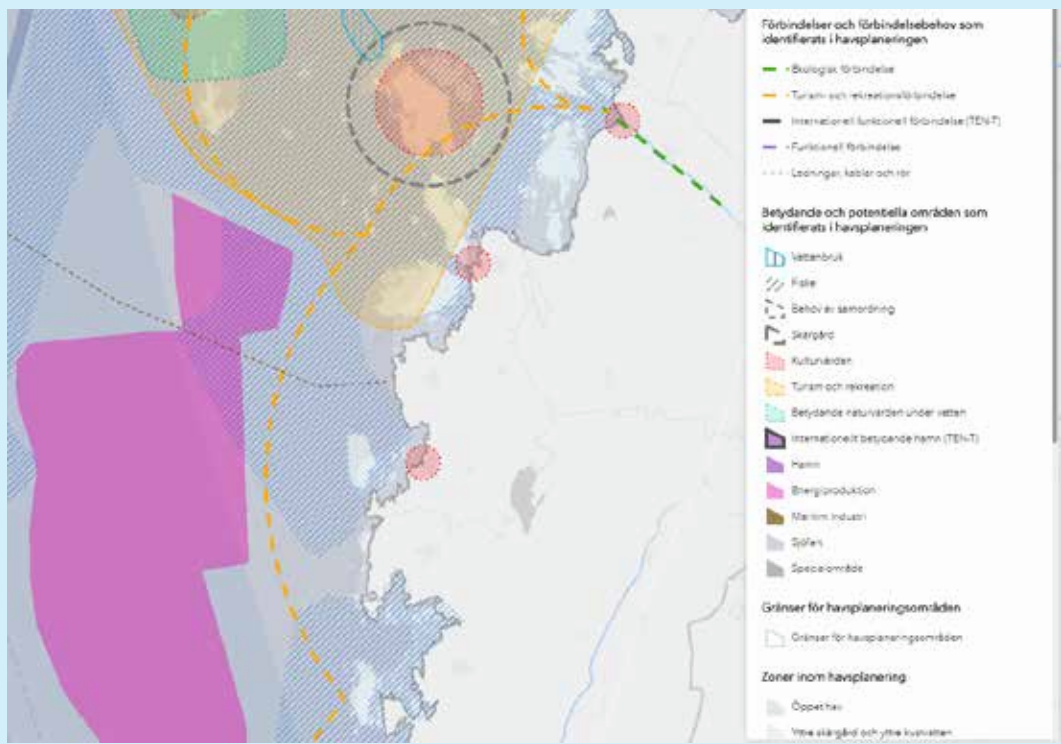 Förbindelser och förbindelsebehov som
identifierats i havsplaneringen
Ekologisk förbindelse
Turism- och rekreationsförbindelse
Internationell funktionell förbindelse (TEN-T)
Funktionell förbindelse
Ledningar, kablar och rör
Betydande och potentiella områden som
identifierats i havsplaneringen
Vattenbruk
Fiske
Behov av samordning
Skärgård
Kulturvärden
Turism och rekreation
Betydande naturvärden under vatten
Internationellt betydande hamn (TEN-T)
Hamn
Energiproduktion
Maritim industri
Sjöfart
Specialområde
Gränser för havsplaneringsområden
Gränser för havsplaneringsområden
Zoner inom havsplanering
Öppet hav
Yttre skärgård och yttre kustvatten